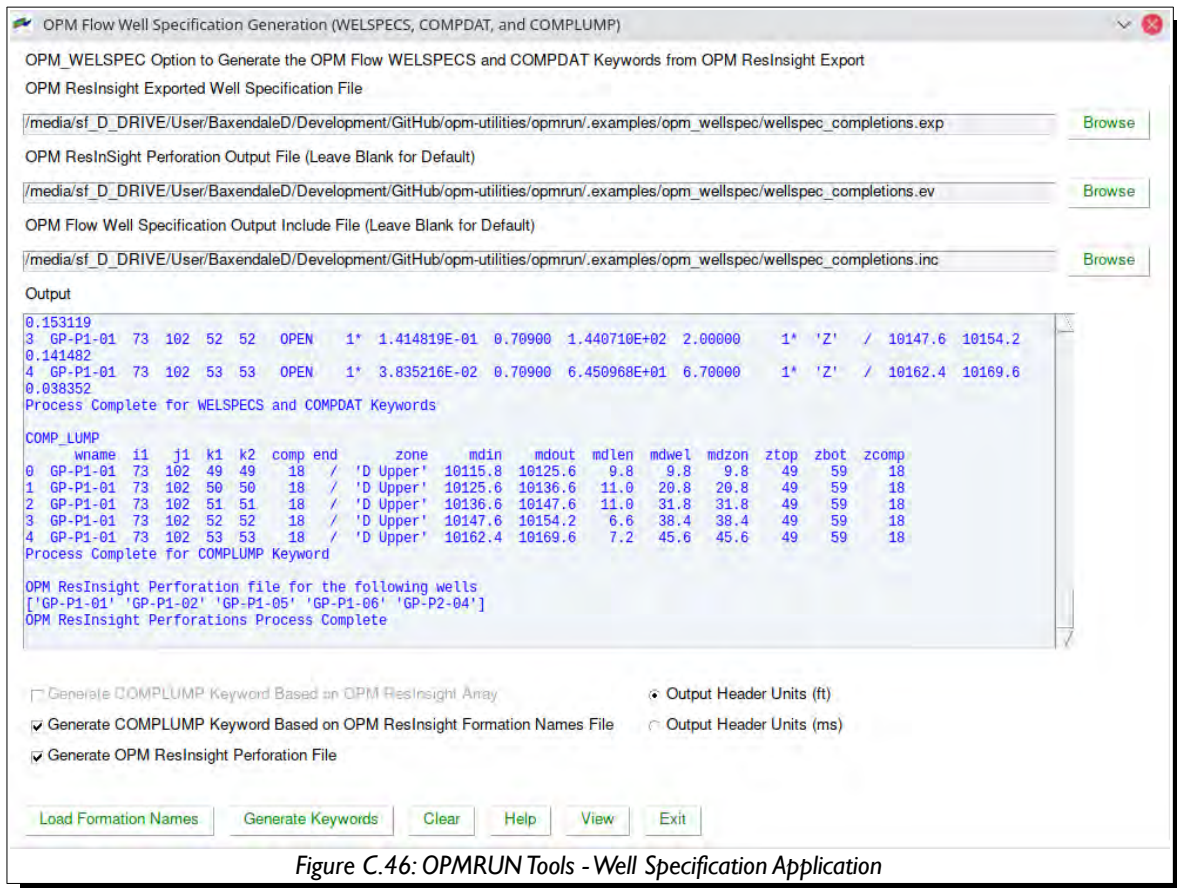 OPM Flow Well Specification Generation (WELSPECS, COMPDAT, and COMPLUMP)
OPM_WELSPEC Option to Generate the OPM Flow WELSPECS and COMPDAT Keywords from OPM ResInsight Export
OPM ResInsight Exported Well Specification File
/media/sf_D_DRIVE/User/BaxendaleD/Development/GitHub/opm-utilities/opmrun/.examples/opm_wellspec/wellspec_completions.exp Browse
OPM ResInSight Perforation Output File (Leave Blank for Default)
/media/sf_D_DRIVE/User/BaxendaleD/Development/GitHub/opm-utilities/opmrun/.examples/opm_wellspec/wellspec_completions.ev Browse
OPM Flow Well Specification Output Include File (Leave Blank for Default)
/media/sf_D_DRIVE/User/BaxendaleD/Development/GitHub/opm-utilities/opmrun/.examples/opm_wellspec/wellspec_completions.inc Browse
Output
0.153119
3 GP-P1-01 73 102 52 52 OPEN 1* 1.414819E-01 0.70900 1.440710E+02 2.00000 1* 'Z' / 10147.6 10154.2
0.141482
4 GP-P1-01 73 102 53 53 OPEN 1* 3.835216E-02 0.70900 6.450968E+01 6.70000 1* 'Z' / 10162.4 10169.6
0.038352
Process Complete for WELSPECS and COMPDAT Keywords
COMP_LUMP
wname i1 j1 k1 k2 comp end zone mdin mdout mdlen mdwel mdzon ztop zbot zcomp
0 GP-P1-01 73 102 49 49 18 / 'D Upper' 10115.8 10125.6 9.8 9.8 9.8 49 59 18
1 GP-P1-01 73 102 50 50 18 / 'D Upper' 10125.6 10136.6 11.0 20.8 20.8 49 59 18
2 GP-P1-01 73 102 51 51 18 / 'D Upper' 10136.6 10147.6 11.0 31.8 31.8 49 59 18
3 GP-P1-01 73 102 52 52 18 / 'D Upper' 10147.6 10154.2 6.6 38.4 38.4 49 59 18
4 GP-P1-01 73 102 53 53 18 / 'D Upper' 10162.4 10169.6 7.2 45.6 45.6 49 59 18
Process Complete for COMPLUMP Keyword
OPM ResInsight Perforation file for the following wells
['GP-P1-01' 'GP-P1-02' 'GP-P1-05' 'GP-P1-06' 'GP-P2-04']
OPM ResInsight Perforations Process Complete
Generate COMPLUMP Keyword Based on OPM ResInsight Array Output Header Units (ft)
Generate COMPLUMP Keyword Based on OPM ResInsight Formation Names File Output Header Units (ms)
Generate OPM ResInsight Perforation File
Load Formation Names Generate Keywords Clear Help View Exit
Figure C.46: OPMRUN Tools - Well Specification Application